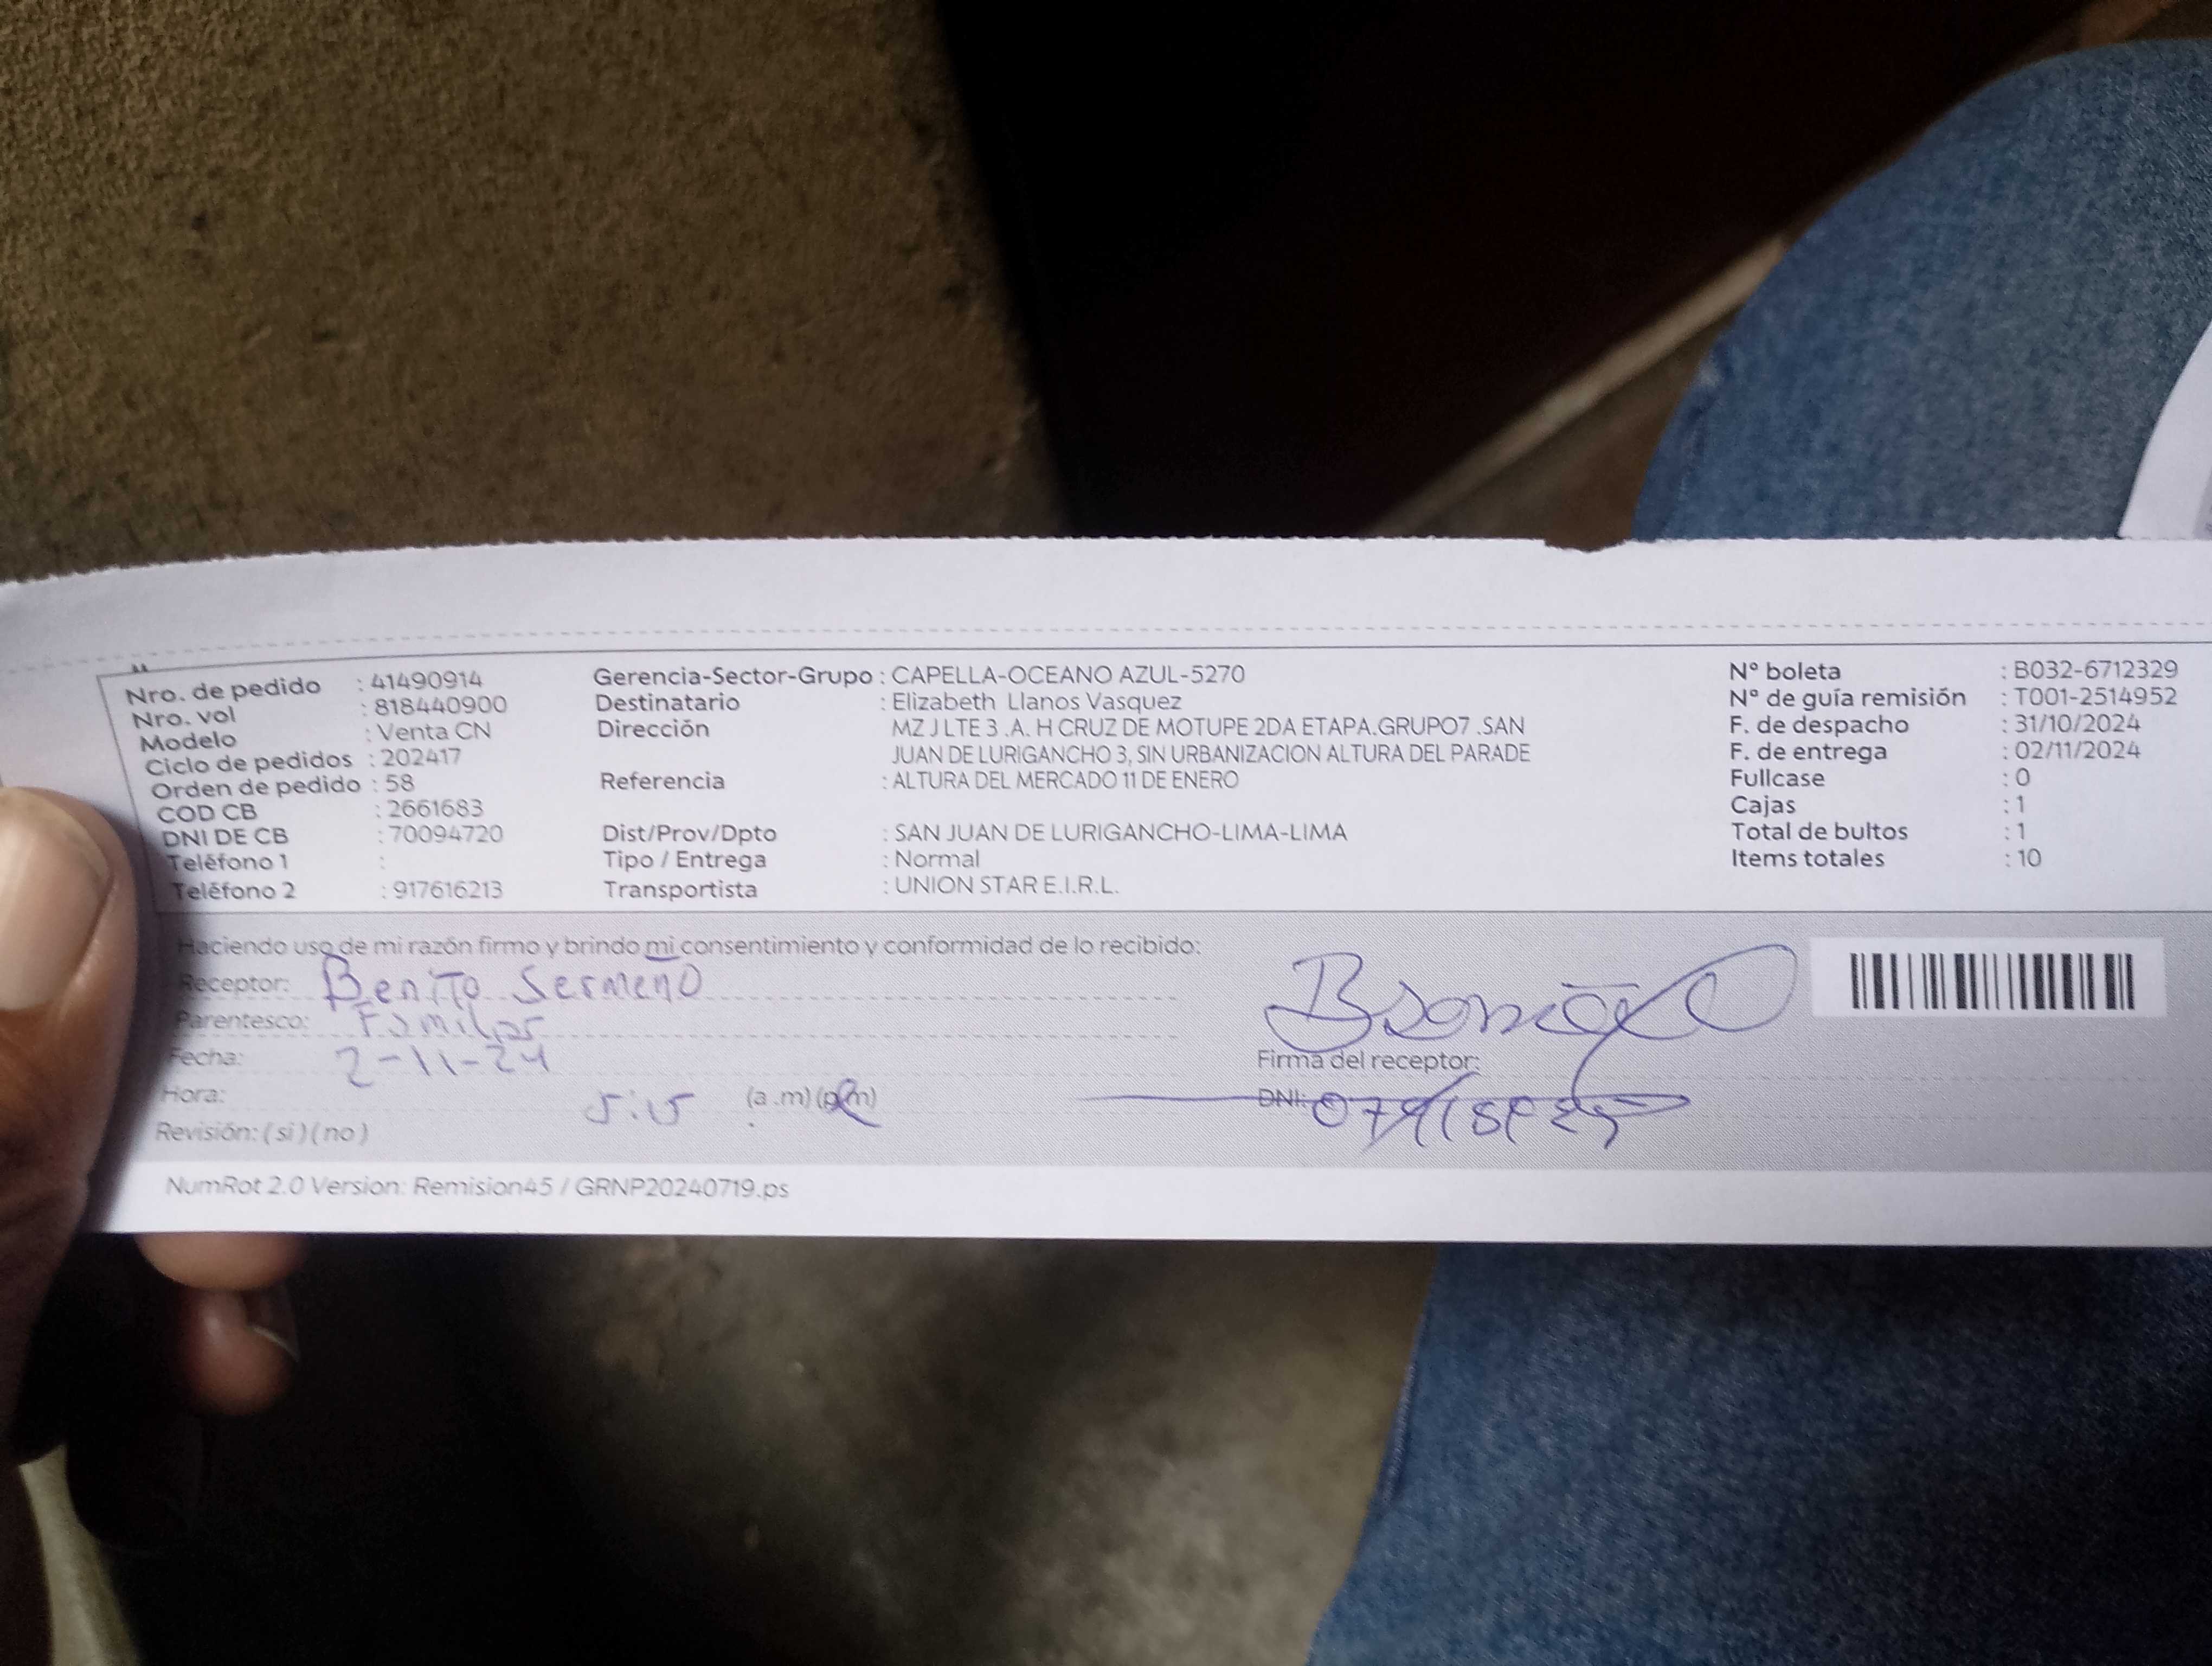 Nro. de pedido : 41490914
Nro. vol : 818440900
Modelo : Venta CN
Ciclo de pedidos : 202417
Orden de pedido : 58
COD CB : 2661683
DNI DE CB : 70094720
Teléfono 1 :
Teléfono 2 : 917616213
Gerencia-Sector-Grupo : CAPELLA-OCEANO AZUL-5270
Destinatario : Elizabeth Llanos Vasquez
Dirección MZ J LTE 3 .A. H CRUZ DE MOTUPE 2DA ETAPA.GRUPO7 .SAN
JUAN DE LURIGANCHO 3, SIN URBANIZACION ALTURA DEL PARADE
Referencia : ALTURA DEL MERCADO 11 DE ENERO
Dist/Prov/Dpto : SAN JUAN DE LURIGANCHO-LIMA-LIMA
Tipo / Entrega : Normal
Transportista : UNION STAR E.I.R.L.
N° boleta : B032-6712329
N° de guía remisión : T001-2514952
F. de despacho : 31/10/2024
F. de entrega : 02/11/2024
Fullcase : 0
Cajas : 1
Total de bultos : 1
Items totales : 10
Haciendo uso de mi razón firmo y brindo mi consentimiento y conformidad de lo recibido:
Receptor: Benito Sermeño
Parentesco: Familiar
Fecha: 2-11-24
Hora: 5:15 (a .m) (p.m)
Revisión: ( si ) ( no )
Firma del receptor:
DNI:
NumRot 2.0 Version: Remision45 / GRNP20240719.ps